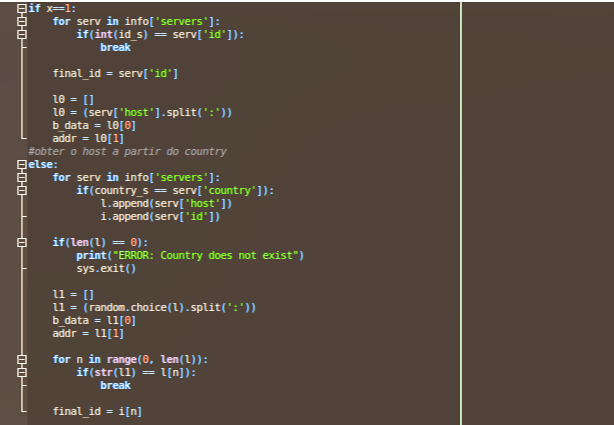 if x==1:
    for serv in info['servers']:
        if(int(id_s) == serv['id']):
            break

    final_id = serv['id']

    l0 = []
    l0 = (serv['host'].split(':'))
    b_data = l0[0]
    addr = l0[1]
#obter o host a partir do country
else:
    for serv in info['servers']:
        if(country_s == serv['country']):
            l.append(serv['host'])
            i.append(serv['id'])

    if(len(l) == 0):
        print("ERROR: Country does not exist")
        sys.exit()

    l1 = []
    l1 = (random.choice(l).split(':'))
    b_data = l1[0]
    addr = l1[1]

    for n in range(0, len(l)):
        if(str(l1) == l[n]):
            break

    final_id = i[n]